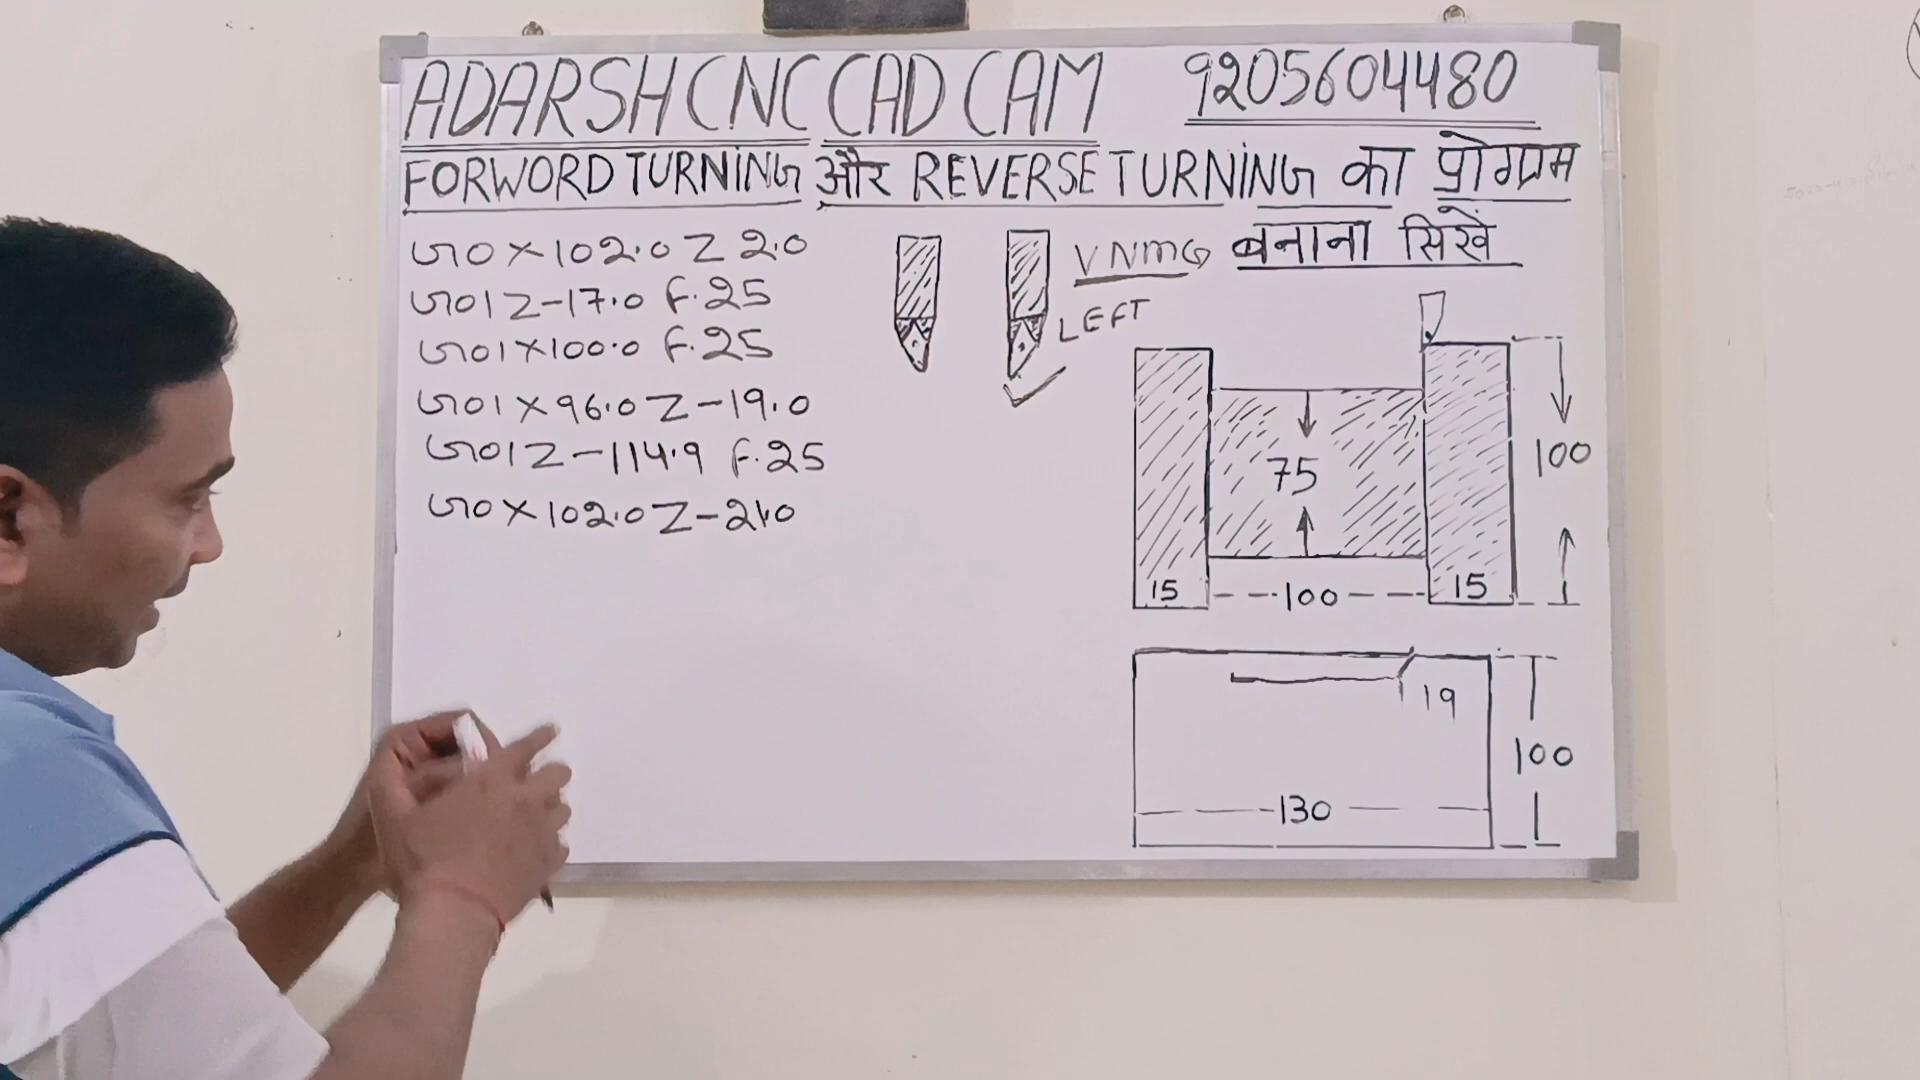 ADARSH CNC CAD CAM 9205604480
FORWORD TURNING और REVERSE TURNING का प्रोग्राम
बनाना सिखें
G0 X102.0 Z2.0
G01 Z-17.0 F.25
G01 X100.0 F.25
G01 X96.0 Z-19.0
G01 Z-114.9 F.25
G0 X102.0 Z-21.0
VNMG
LEFT
75
100
15
100
15
19
100
130